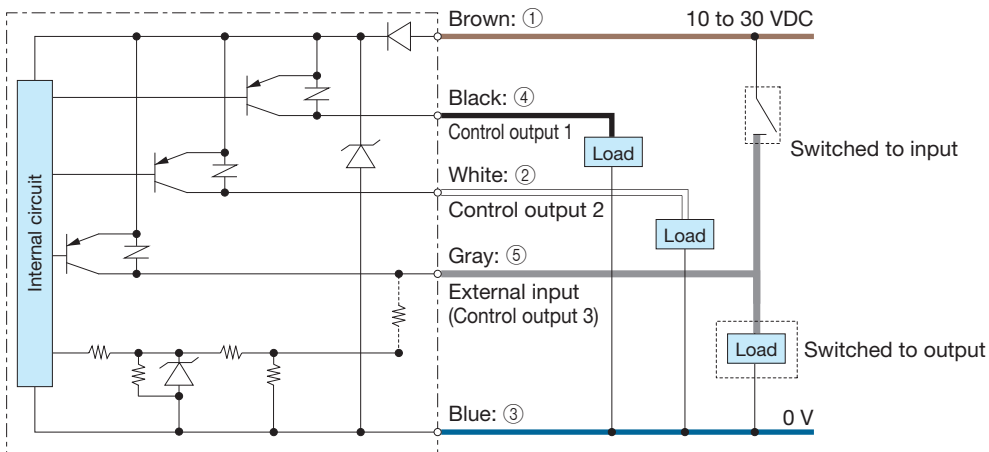 Brown: ①
10 to 30 VDC
Black: ④
Control output 1
Load
Switched to input
White: ②
Control output 2
Load
Internal circuit
Gray: ⑤
External input
(Control output 3)
Load
Switched to output
Blue: ③
0 V